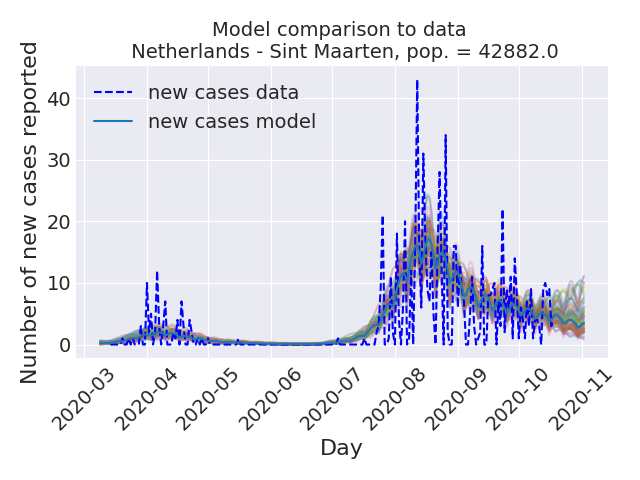 Model comparison to data
Netherlands - Sint Maarten, pop. = 42882.0
new cases data
new cases model
Number of new cases reported
40
30
20
10
0
2020-03
2020-04
2020-05
2020-06
2020-07
2020-08
2020-09
2020-10
2020-11
Day